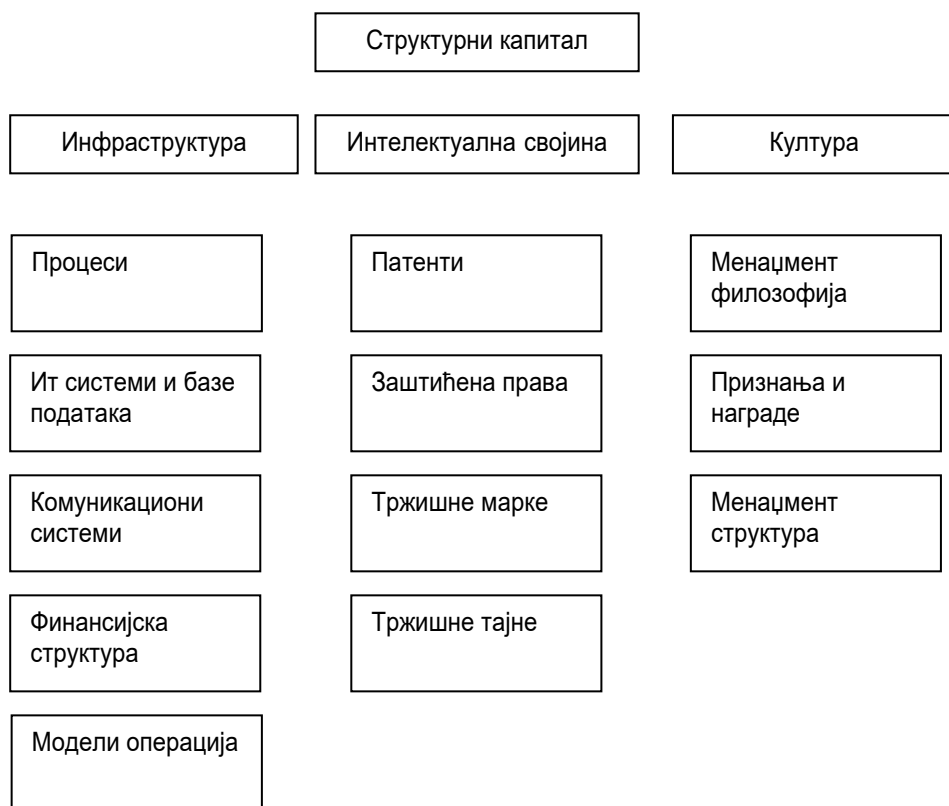 Структурни капитал
Инфраструктура
Интелектуална својина
Култура
Процеси
Патенти
Менаџмент
филозофија
Ит системи и базе
података
Заштићена права
Признања и
награде
Комуникациони
системи
Тржишне марке
Менаџмент
структура
Финансијска
структура
Тржишне тајне
Модели операција